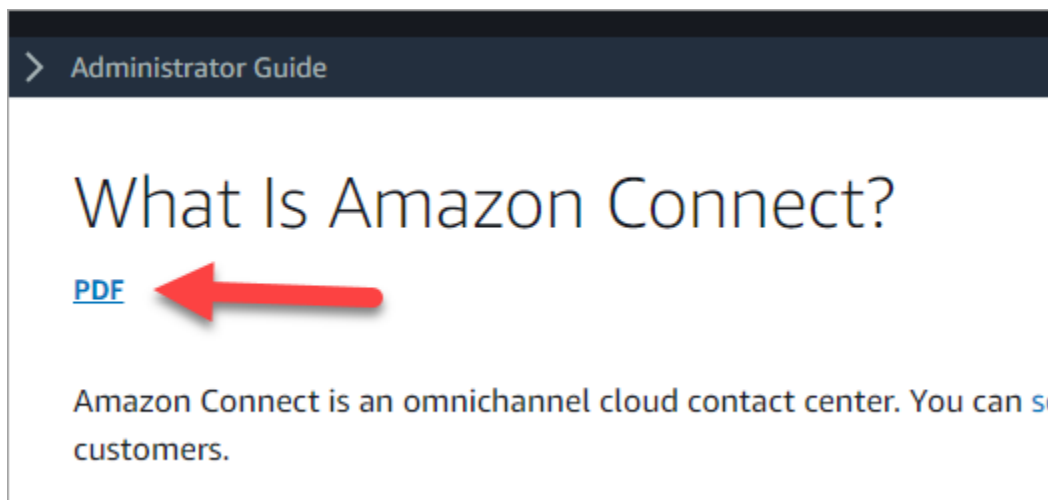 Administrator Guide
What Is Amazon Connect?
PDF
Amazon Connect is an omnichannel cloud contact center. You can
customers.